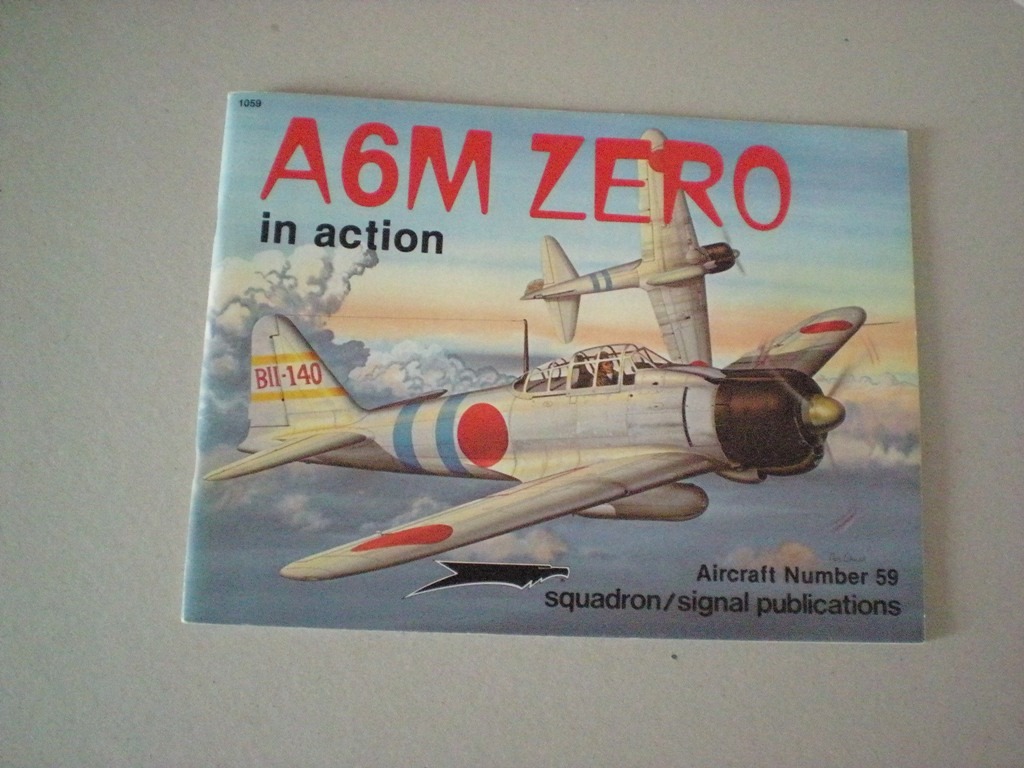 1059
A6M ZERO
in action
BII-140
Aircraft Number 59
squadron/signal publications